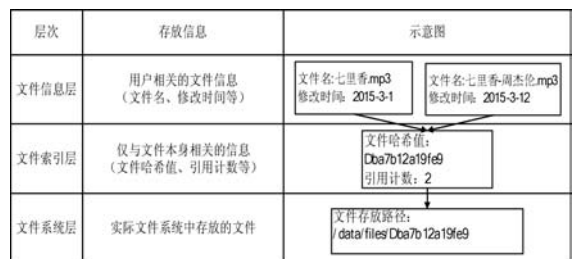 层次 存放信息 示意图
文件信息层
用户相关的文件信息
（文件名、修改时间等）
文件名:七里香.mp3
修改时间: 2015-3-1
文件名:七里香-周杰伦.mp3
修改时间: 2015-3-12
文件索引层
仅与文件本身相关的信息
（文件哈希值、引用计数等）
文件哈希值:
Dba7b12a19fe9
引用计数: 2
文件系统层
实际文件系统中存放的文件
文件存放路径:
/data/files/Dba7b12a19fe9